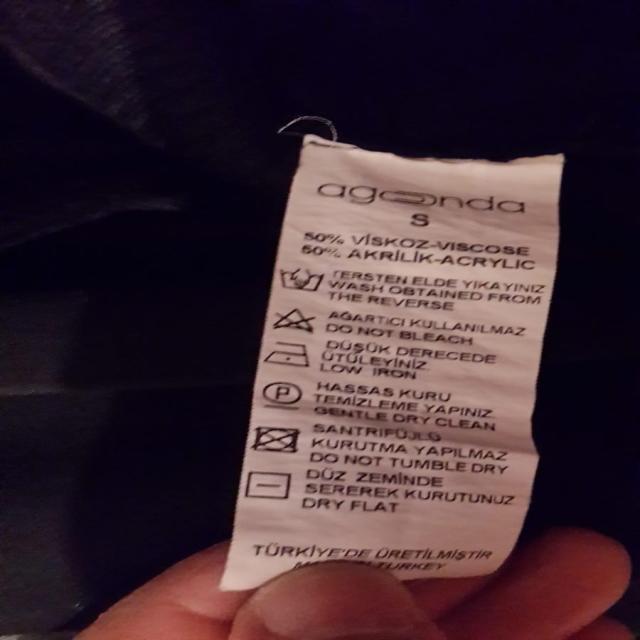 agoonda
S
50% VİSKOZ-VISCOSE
50% AKRİLİK-ACRYLIC
TERSTEN ELDE YIKAYINIZ
WASH OBTAINED FROM
THE REVERSE
AĞARTICI KULLANILMAZ
DO NOT BLEACH
DÜŞÜK DERECEDE
ÜTÜLEYİNİZ
LOW IRON
P
HASSAS KURU
TEMİZLEME YAPINIZ
GENTLE DRY CLEAN
SANTRİFÜJLÜ
KURUTMA YAPILMAZ
DO NOT TUMBLE DRY
DÜZ ZEMİNDE
SEREREK KURUTUNUZ
DRY FLAT
TÜRKİYE'DE ÜRETİLMİŞTİR
TURKEY